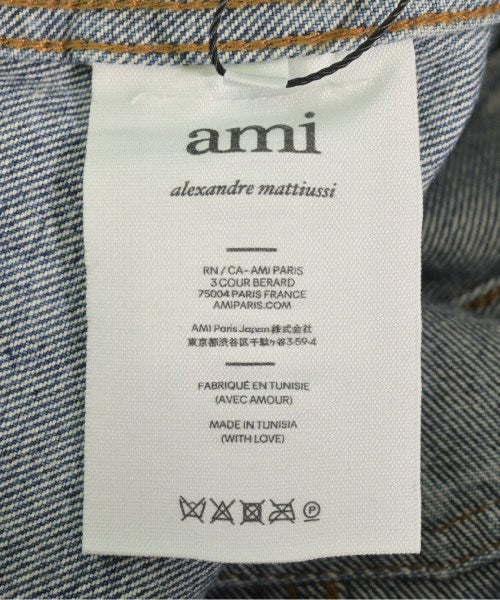 ami
alexandre mattiussi
RN / CA - AMI PARIS
3 COUR BERARD
75004 PARIS FRANCE
AMIPARIS.COM
AMI Paris Japan 株式会社
東京都渋谷区千駄ヶ谷3-59-4
FABRIQUÉ EN TUNISIE
(AVEC AMOUR)
MADE IN TUNISIA
(WITH LOVE)
P